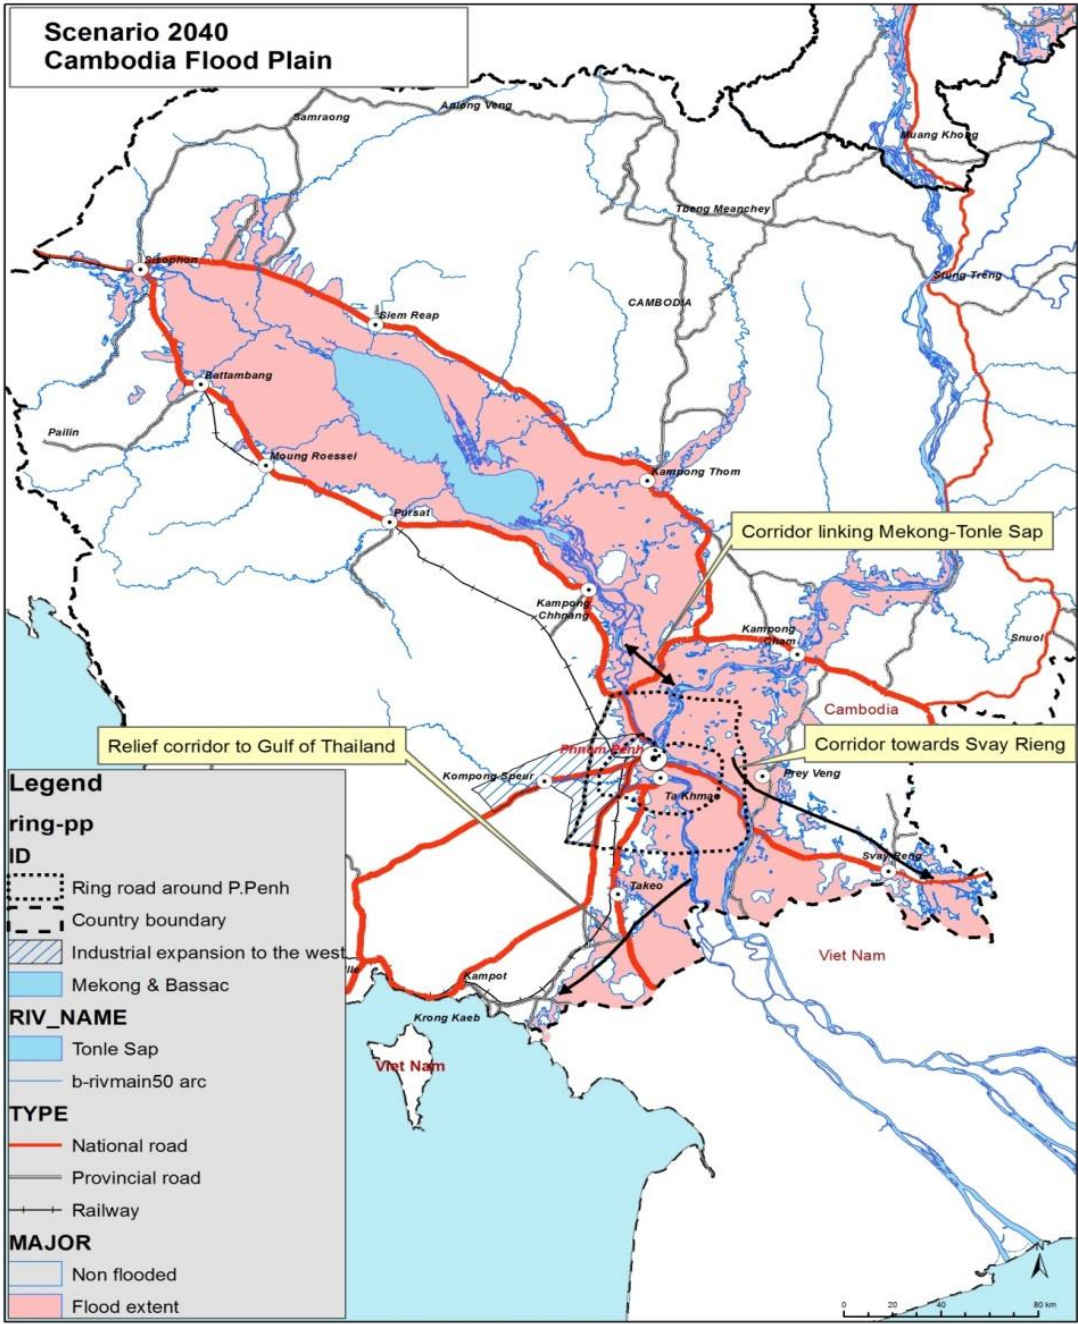 Scenario 2040
Cambodia Flood Plain
Samraong
Anlong Veng
Muang Khong
Tbeng Meanchey
Sisophon
Stung Treng
CAMBODIA
Siem Reap
Battambang
Pailin
Moung Roessei
Kampong Thom
Pursat
Corridor linking Mekong-Tonle Sap
Kampong
Chhnang
Kampong
Cham
Snuol
Cambodia
Relief corridor to Gulf of Thailand
Corridor towards Svay Rieng
Phnom Penh
Kompong-Speur
Prey Veng
Ta Khmao
Svay Reng
Takeo
Viet Nam
Kampot
Krong Kaeb
Viet Nam
Legend
ring-pp
ID
Ring road around P.Penh
Country boundary
Industrial expansion to the west
Mekong & Bassac
RIV_NAME
Tonle Sap
b-rivmain50 arc
TYPE
National road
Provincial road
Railway
MAJOR
Non flooded
Flood extent
N
0 20 40 80 km